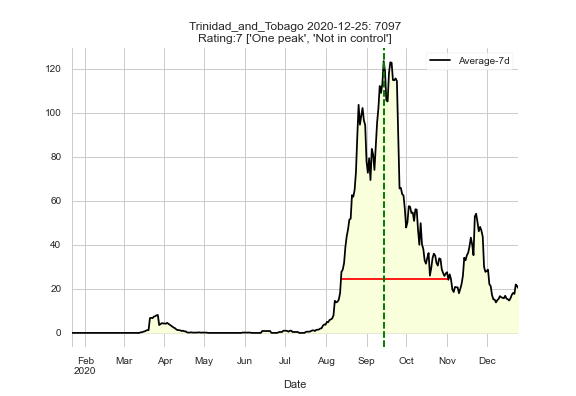 Trinidad_and_Tobago 2020-12-25: 7097
Rating:7 ['One peak', 'Not in control']
Average-7d
120
100
80
60
40
20
0
Feb Mar Apr May Jun Jul Aug Sep Oct Nov Dec
2020
Date